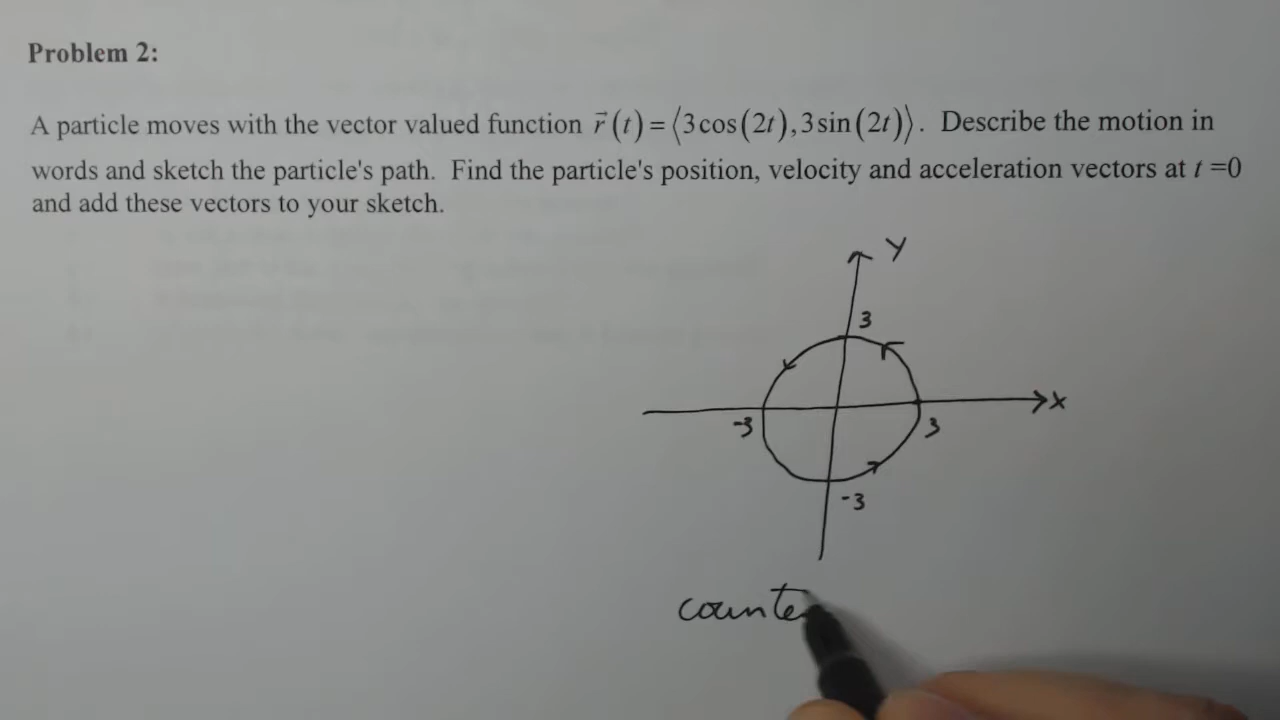 Problem 2:
A particle moves with the vector valued function r⃗(t) = ⟨3cos(2t), 3sin(2t)⟩. Describe the motion in
words and sketch the particle's path. Find the particle's position, velocity and acceleration vectors at t =0
and add these vectors to your sketch.
y
3
x
-3
3
-3
counte